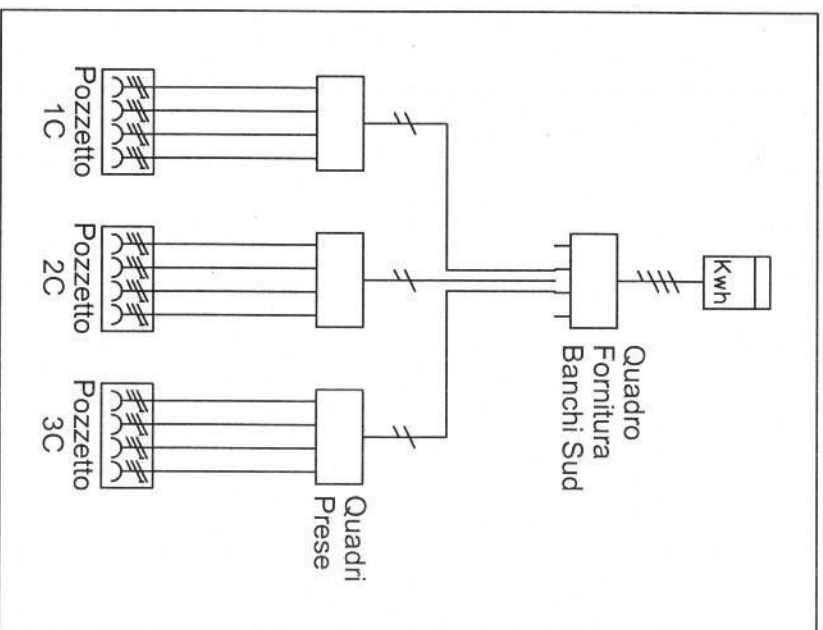 Kwh
Quadro
Fornitura
Banchi Sud
Quadri
Prese
Pozzetto
1C
Pozzetto
2C
Pozzetto
3C